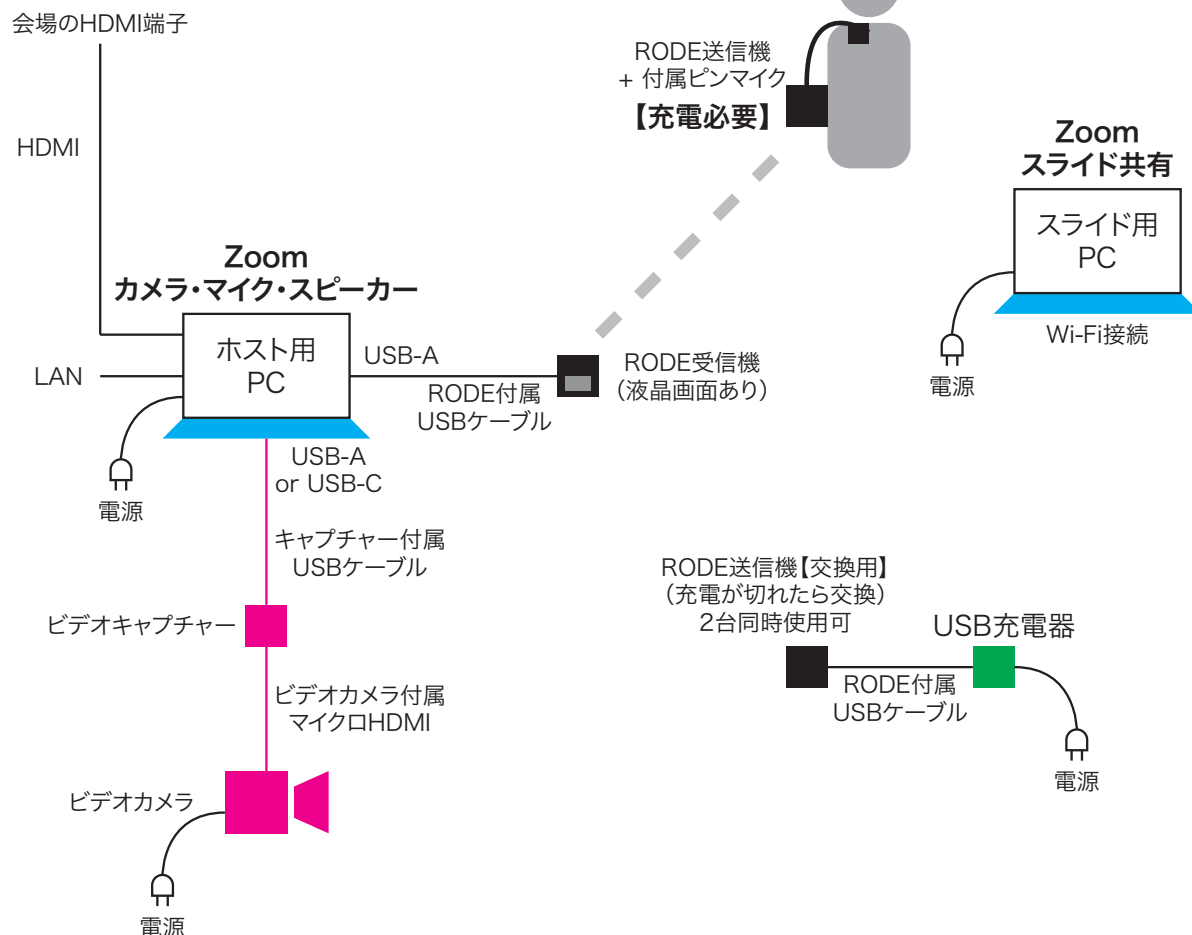 会場のHDMI端子
HDMI
RODE送信機
+ 付属ピンマイク
【充電必要】
Zoom
スライド共有
スライド用
PC
Wi-Fi接続
電源
Zoom
カメラ・マイク・スピーカー
ホスト用
PC
LAN
電源
USB-A
RODE付属
USBケーブル
RODE受信機
（液晶画面あり）
USB-A
or USB-C
キャプチャー付属
USBケーブル
ビデオキャプチャー
ビデオカメラ付属
マイクロHDMI
ビデオカメラ
電源
RODE送信機【交換用】
（充電が切れたら交換）
2台同時使用可
USB充電器
RODE付属
USBケーブル
電源